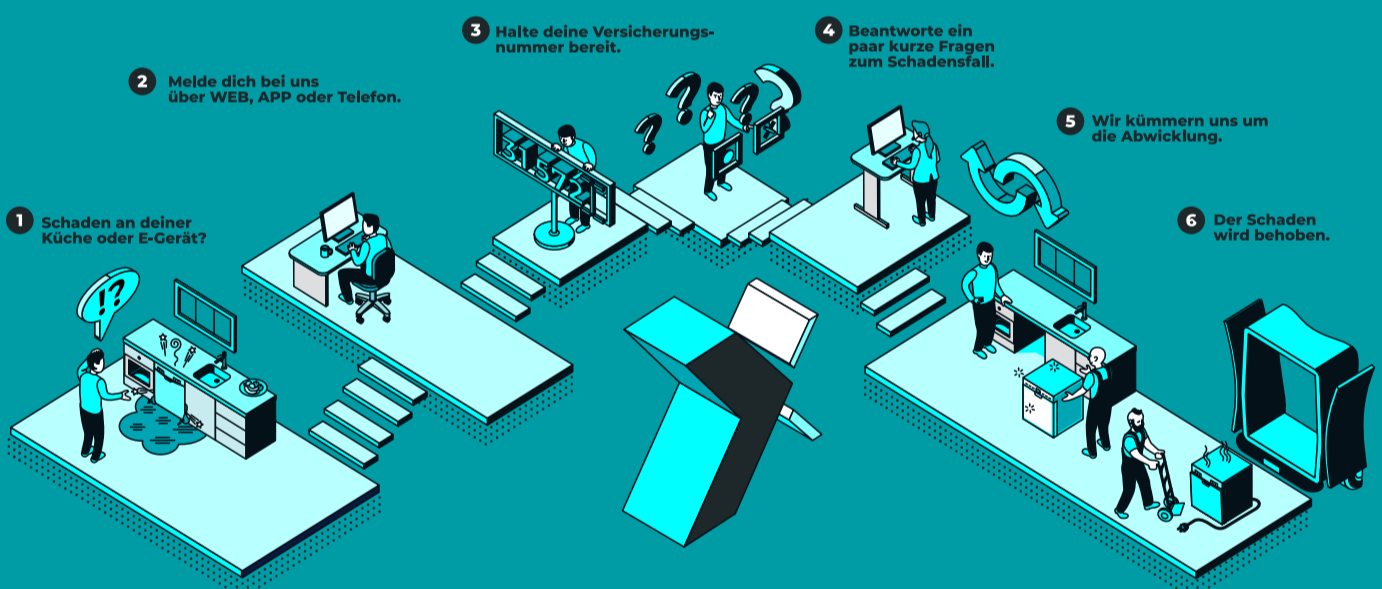 1 Schaden an deiner
Küche oder E-Gerät?
!?
2 Melde dich bei uns
über WEB, APP oder Telefon.
3 Halte deine Versicherungs-
nummer bereit.
31572
? ? ? ?
4 Beantworte ein
paar kurze Fragen
zum Schadensfall.
5 Wir kümmern uns um
die Abwicklung.
6 Der Schaden
wird behoben.